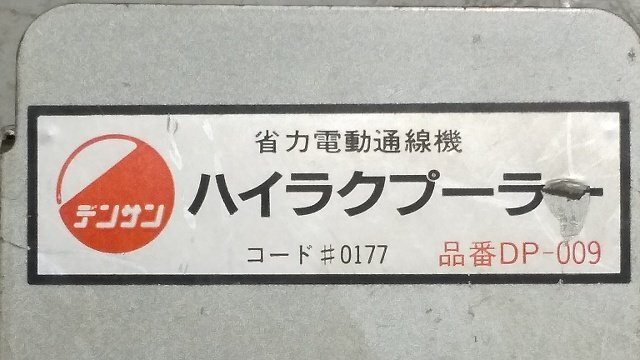 省力電動通線機
デンサン
ハイラクプーラー
コード♯0177
品番DP-009